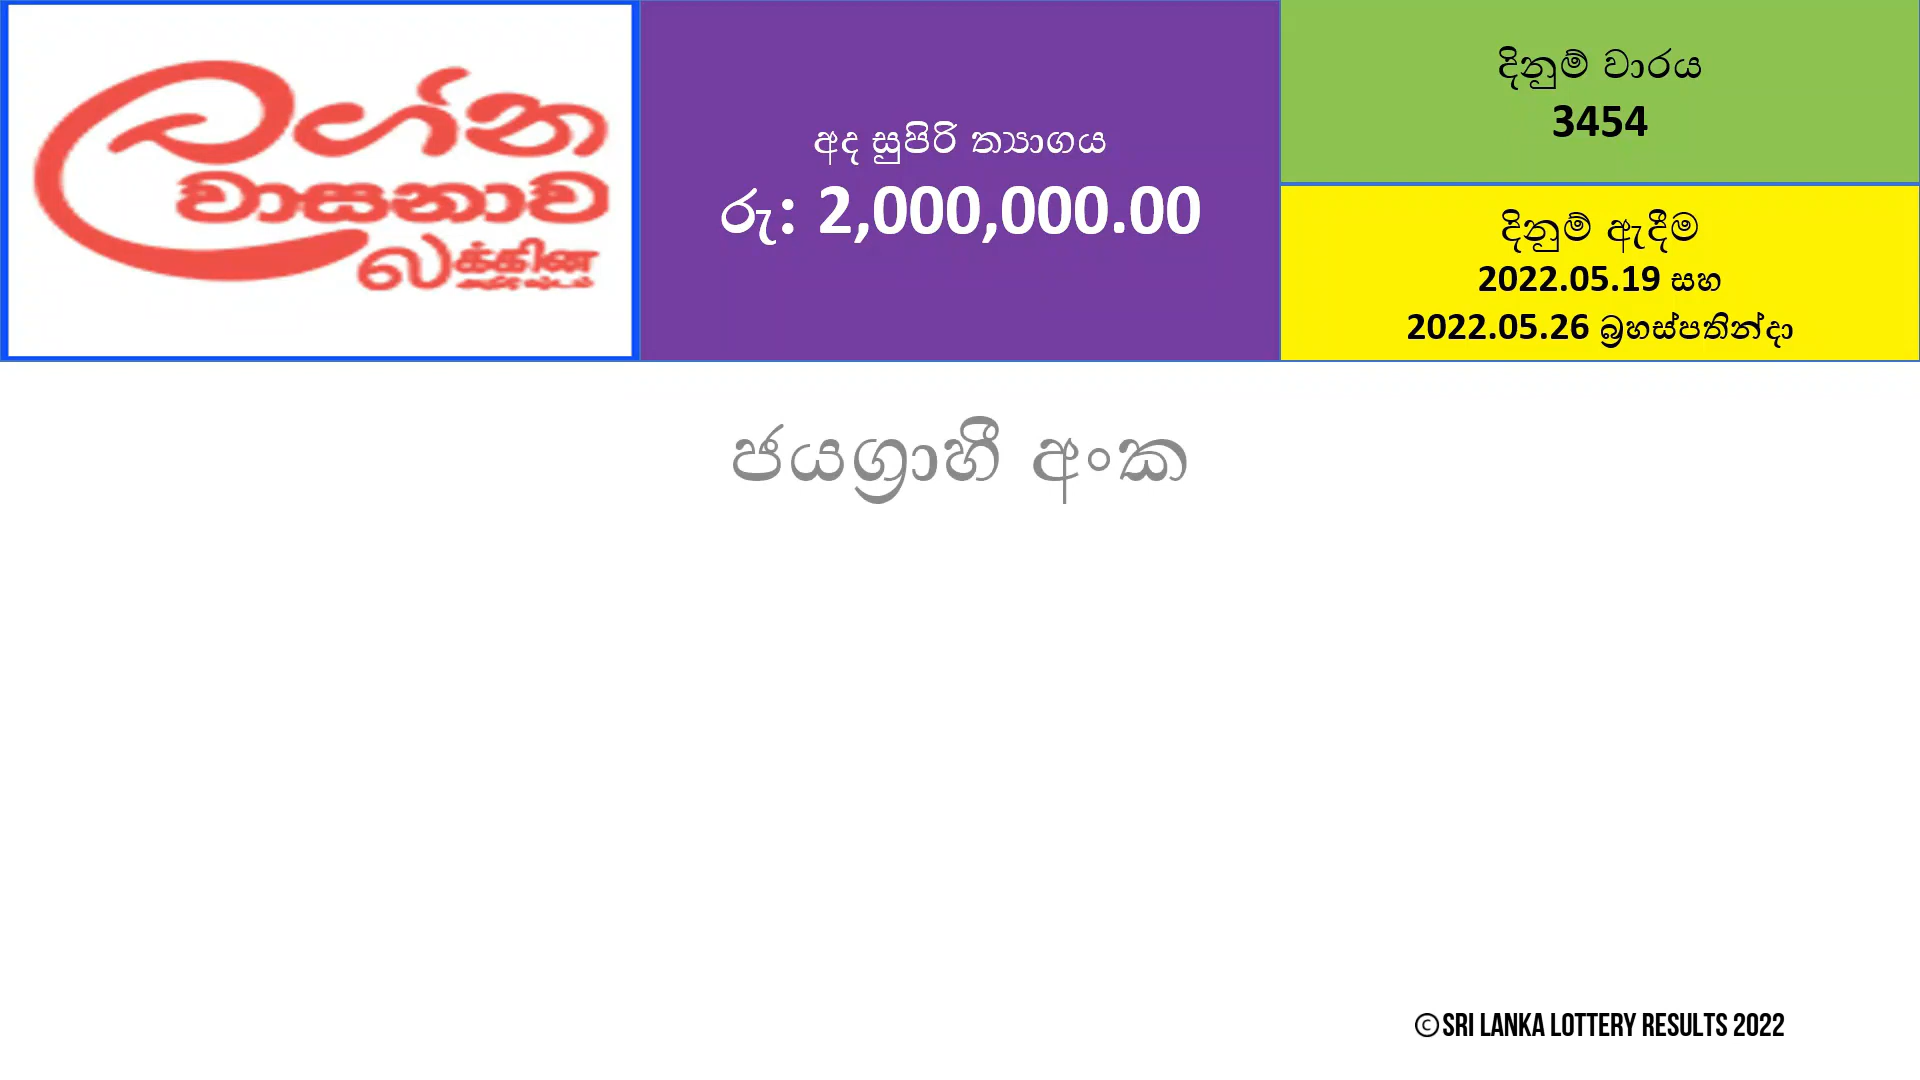 ලග්න
වාසනාව
ලக்கின
අද සුපිරි ත්‍යාගය
රු: 2,000,000.00
දිනුම් වාරය
3454
දිනුම් ඇදීම
2022.05.19 සහ
2022.05.26 බ්‍රහස්පතින්දා
ජයග්‍රාහී අංක
©SRI LANKA LOTTERY RESULTS 2022